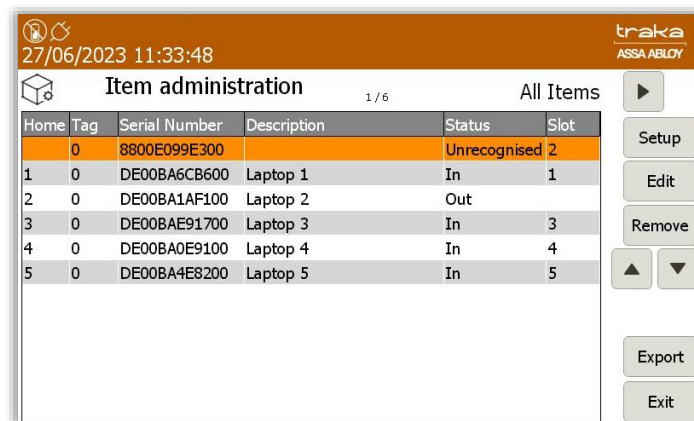 27/06/2023 11:33:48
traka
ASSA ABLOY
Item administration 1/6 All Items
Home Tag Serial Number Description Status Slot
0 8800E099E300 Unrecognised 2
1 0 DE00BA6CB600 Laptop 1 In 1
2 0 DE00BA1AF100 Laptop 2 Out
3 0 DE00BAE91700 Laptop 3 In 3
4 0 DE00BA0E9100 Laptop 4 In 4
5 0 DE00BA4E8200 Laptop 5 In 5
Setup
Edit
Remove
Export
Exit